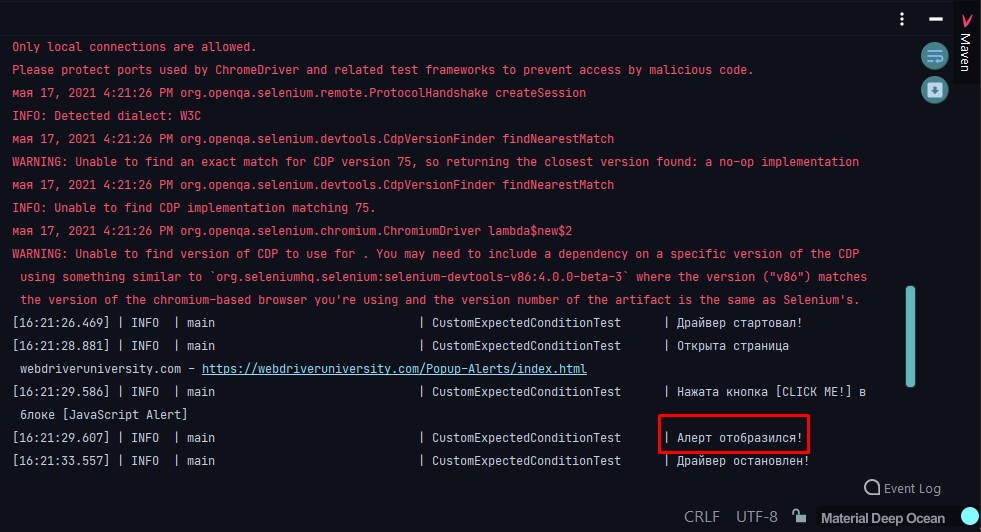 Maven
Only local connections are allowed.
Please protect ports used by ChromeDriver and related test frameworks to prevent access by malicious code.
мая 17, 2021 4:21:26 PM org.openqa.selenium.remote.ProtocolHandshake createSession
INFO: Detected dialect: W3C
мая 17, 2021 4:21:26 PM org.openqa.selenium.devtools.CdpVersionFinder findNearestMatch
WARNING: Unable to find an exact match for CDP version 75, so returning the closest version found: a no-op implementation
мая 17, 2021 4:21:26 PM org.openqa.selenium.devtools.CdpVersionFinder findNearestMatch
INFO: Unable to find CDP implementation matching 75.
мая 17, 2021 4:21:26 PM org.openqa.selenium.chromium.ChromiumDriver lambda$new$2
WARNING: Unable to find version of CDP to use for . You may need to include a dependency on a specific version of the CDP
using something similar to `org.seleniumhq.selenium:selenium-devtools-v86:4.0.0-beta-3` where the version ("v86") matches
the version of the chromium-based browser you're using and the version number of the artifact is the same as Selenium's.
[16:21:26.469] | INFO | main | CustomExpectedConditionTest | Драйвер стартовал!
[16:21:28.881] | INFO | main | CustomExpectedConditionTest | Открыта страница
webdriveruniversity.com - https://webdriveruniversity.com/Popup-Alerts/index.html
[16:21:29.586] | INFO | main | CustomExpectedConditionTest | Нажата кнопка [CLICK ME!] в
блоке [JavaScript Alert]
[16:21:29.607] | INFO | main | CustomExpectedConditionTest | Алерт отобразился!
[16:21:33.557] | INFO | main | CustomExpectedConditionTest | Драйвер остановлен!
Event Log
CRLF UTF-8 Material Deep Ocean